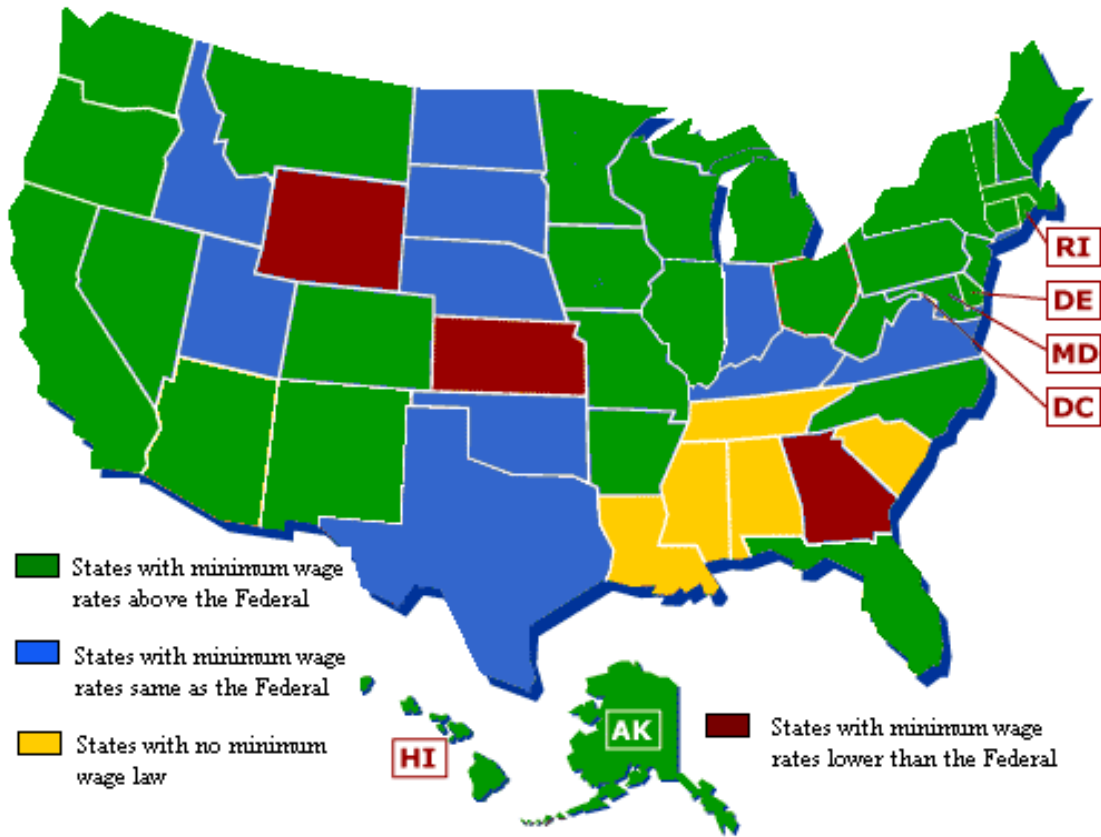 RI
DE
MD
DC
States with minimum wage
rates above the Federal
States with minimum wage
rates same as the Federal
States with no minimum
wage law
HI
AK
States with minimum wage
rates lower than the Federal